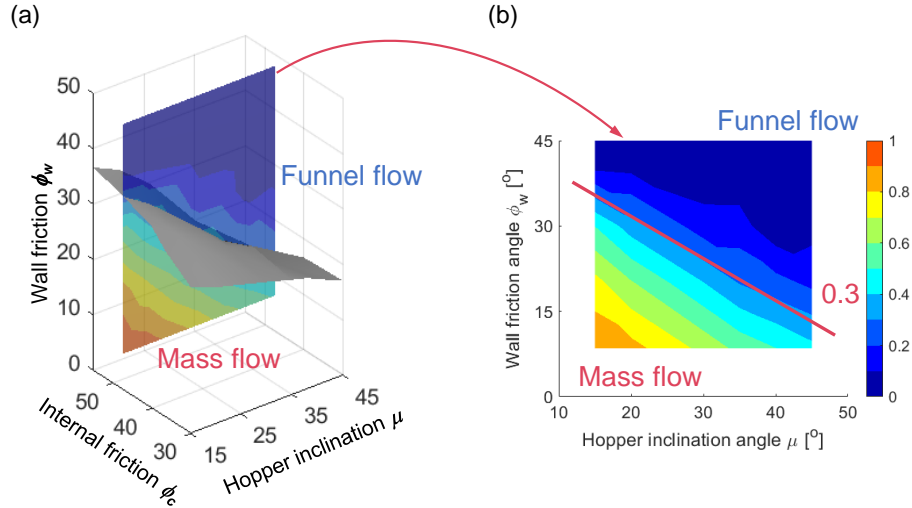 (a)
50
40
30
20
10
0
Wall friction ϕw
Funnel flow
Mass flow
50
40
30
Internal friction ϕc
15
25
35
45
Hopper inclination μ
(b)
Funnel flow
45
30
15
0
Wall friction angle ϕw [o]
0.3
Mass flow
10
20
30
40
50
Hopper inclination angle μ [o]
1
0.8
0.6
0.4
0.2
0